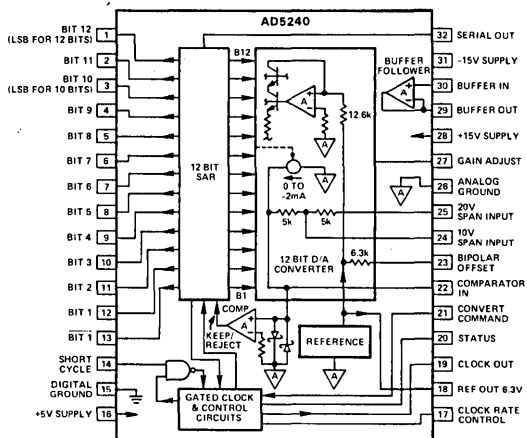 AD5240
BIT 12
(LSB FOR 12 BITS)
1
BIT 11
2
BIT 10
(LSB FOR 10 BITS)
3
BIT 9
4
BIT 8
5
BIT 7
6
BIT 6
7
BIT 5
8
BIT 4
9
BIT 3
10
BIT 2
11
BIT 1
12
BIT 1
13
SHORT
CYCLE
14
DIGITAL
GROUND
15
+5V SUPPLY
16
12 BIT
SAR
B12
B1
A
+
−
A
12.6k
A
0 TO
-2mA
5k
5k
6.3k
12 BIT D/A
CONVERTER
COMP
KEEP/
REJECT
A
+
−
A
REFERENCE
A
GATED CLOCK
& CONTROL
CIRCUITS
BUFFER
FOLLOWER
A
+
−
A
32
SERIAL OUT
31
-15V SUPPLY
30
BUFFER IN
29
BUFFER OUT
28
+15V SUPPLY
27
GAIN ADJUST
26
ANALOG
GROUND
25
20V
SPAN INPUT
24
10V
SPAN INPUT
23
BIPOLAR
OFFSET
22
COMPARATOR
IN
21
CONVERT
COMMAND
20
STATUS
19
CLOCK OUT
18
REF OUT 6.3V
17
CLOCK RATE
CONTROL